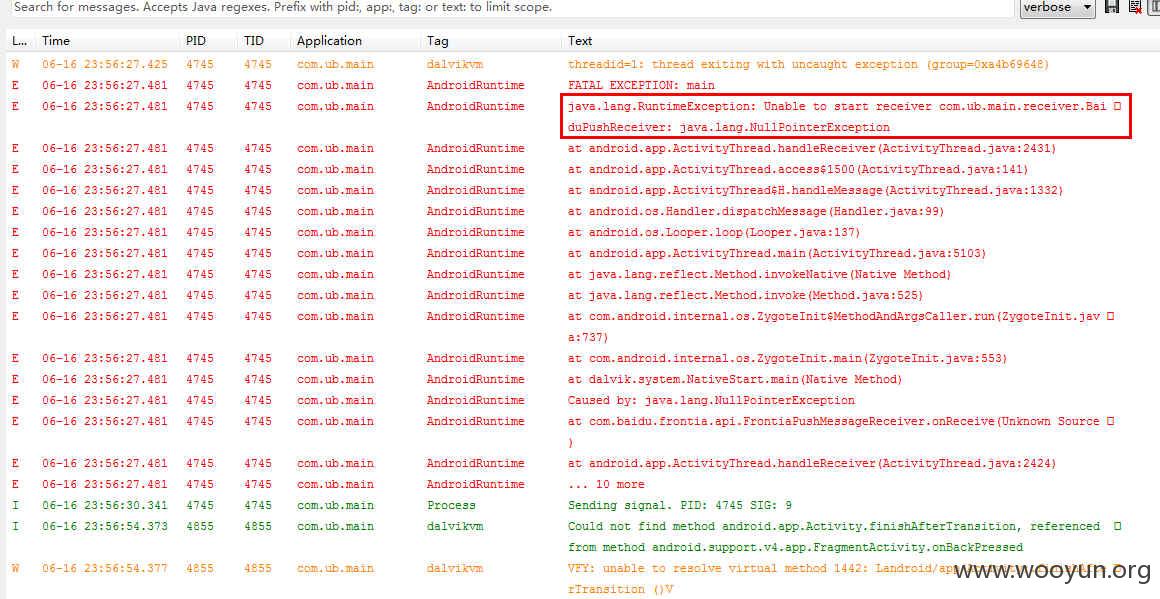 Search for messages. Accepts Java regexes. Prefix with pid:, app:, tag: or text: to limit scope. verbose
L... Time PID TID Application Tag Text
W 06-16 23:56:27.425 4745 4745 com.ub.main dalvikvm threadid=1: thread exiting with uncaught exception (group=0xa4b69648)
E 06-16 23:56:27.481 4745 4745 com.ub.main AndroidRuntime FATAL EXCEPTION: main
E 06-16 23:56:27.481 4745 4745 com.ub.main AndroidRuntime java.lang.RuntimeException: Unable to start receiver com.ub.main.receiver.Bai
duPushReceiver: java.lang.NullPointerException
E 06-16 23:56:27.481 4745 4745 com.ub.main AndroidRuntime at android.app.ActivityThread.handleReceiver(ActivityThread.java:2431)
E 06-16 23:56:27.481 4745 4745 com.ub.main AndroidRuntime at android.app.ActivityThread.access$1500(ActivityThread.java:141)
E 06-16 23:56:27.481 4745 4745 com.ub.main AndroidRuntime at android.app.ActivityThread$H.handleMessage(ActivityThread.java:1332)
E 06-16 23:56:27.481 4745 4745 com.ub.main AndroidRuntime at android.os.Handler.dispatchMessage(Handler.java:99)
E 06-16 23:56:27.481 4745 4745 com.ub.main AndroidRuntime at android.os.Looper.loop(Looper.java:137)
E 06-16 23:56:27.481 4745 4745 com.ub.main AndroidRuntime at android.app.ActivityThread.main(ActivityThread.java:5103)
E 06-16 23:56:27.481 4745 4745 com.ub.main AndroidRuntime at java.lang.reflect.Method.invokeNative(Native Method)
E 06-16 23:56:27.481 4745 4745 com.ub.main AndroidRuntime at java.lang.reflect.Method.invoke(Method.java:525)
E 06-16 23:56:27.481 4745 4745 com.ub.main AndroidRuntime at com.android.internal.os.ZygoteInit$MethodAndArgsCaller.run(ZygoteInit.jav
a:737)
E 06-16 23:56:27.481 4745 4745 com.ub.main AndroidRuntime at com.android.internal.os.ZygoteInit.main(ZygoteInit.java:553)
E 06-16 23:56:27.481 4745 4745 com.ub.main AndroidRuntime at dalvik.system.NativeStart.main(Native Method)
E 06-16 23:56:27.481 4745 4745 com.ub.main AndroidRuntime Caused by: java.lang.NullPointerException
E 06-16 23:56:27.481 4745 4745 com.ub.main AndroidRuntime at com.baidu.frontia.api.FrontiaPushMessageReceiver.onReceive(Unknown Source
)
E 06-16 23:56:27.481 4745 4745 com.ub.main AndroidRuntime at android.app.ActivityThread.handleReceiver(ActivityThread.java:2424)
E 06-16 23:56:27.481 4745 4745 com.ub.main AndroidRuntime ... 10 more
I 06-16 23:56:30.341 4745 4745 com.ub.main Process Sending signal. PID: 4745 SIG: 9
I 06-16 23:56:54.373 4855 4855 com.ub.main dalvikvm Could not find method android.app.Activity.finishAfterTransition, referenced
from method android.support.v4.app.FragmentActivity.onBackPressed
W 06-16 23:56:54.377 4855 4855 com.ub.main dalvikvm VFY: unable to resolve virtual method 1442: Landroid/app
rTransition ()V
www.wooyun.org